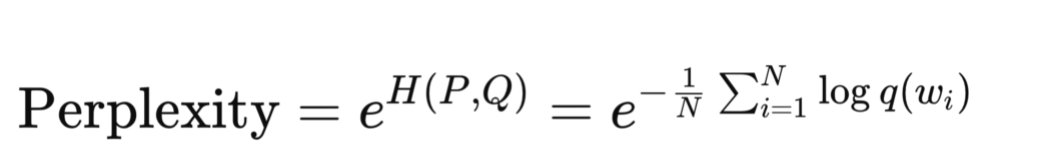 Perplexity = e^{H(P,Q)} = e^{-\frac{1}{N} \sum_{i=1}^{N} \log q(w_i)}